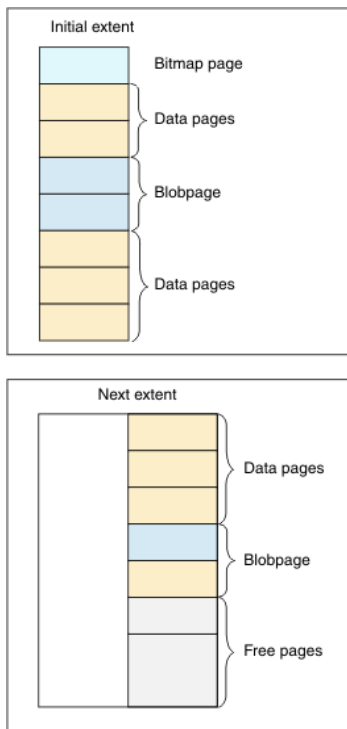 Initial extent
Bitmap page
Data pages
Blobpage
Data pages
Next extent
Data pages
Blobpage
Free pages